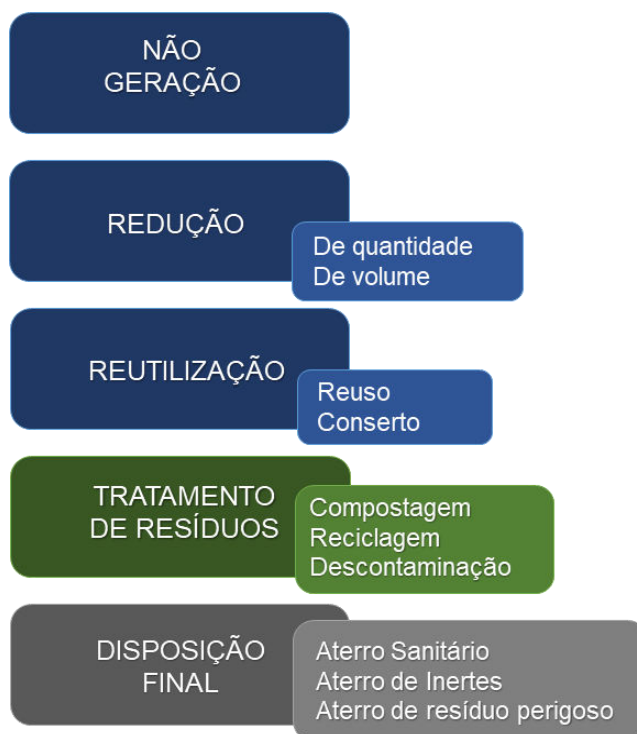 NÃO
GERAÇÃO
REDUÇÃO
De quantidade
De volume
REUTILIZAÇÃO
Reuso
Conserto
TRATAMENTO
DE RESÍDUOS
Compostagem
Reciclagem
Descontaminação
DISPOSIÇÃO
FINAL
Aterro Sanitário
Aterro de Inertes
Aterro de resíduo perigoso